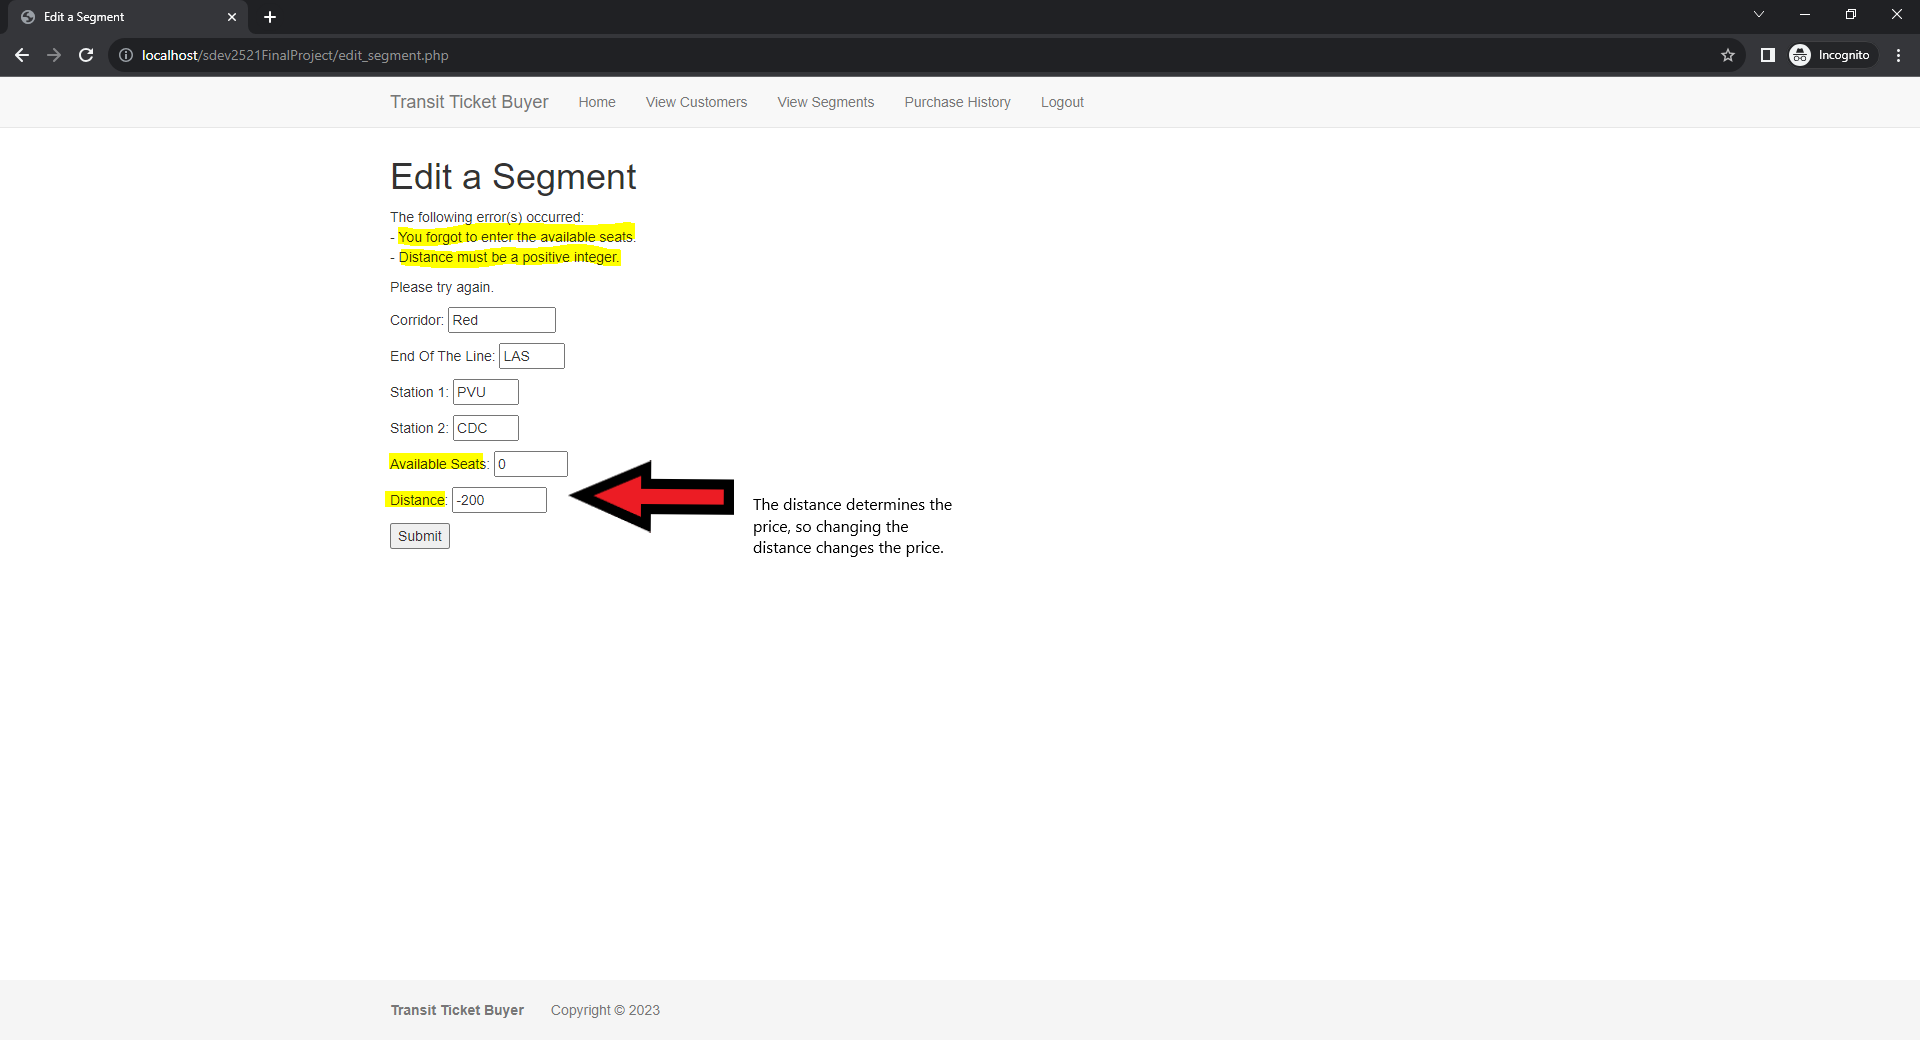 Edit a Segment
localhost/sdev2521FinalProject/edit_segment.php
Incognito
Transit Ticket Buyer Home View Customers View Segments Purchase History Logout
Edit a Segment
The following error(s) occurred:
- You forgot to enter the available seats.
- Distance must be a positive integer.
Please try again.
Corridor: Red
End Of The Line: LAS
Station 1: PVU
Station 2: CDC
Available Seats: 0
Distance: -200
The distance determines the
price, so changing the
distance changes the price.
Submit
Transit Ticket Buyer Copyright © 2023